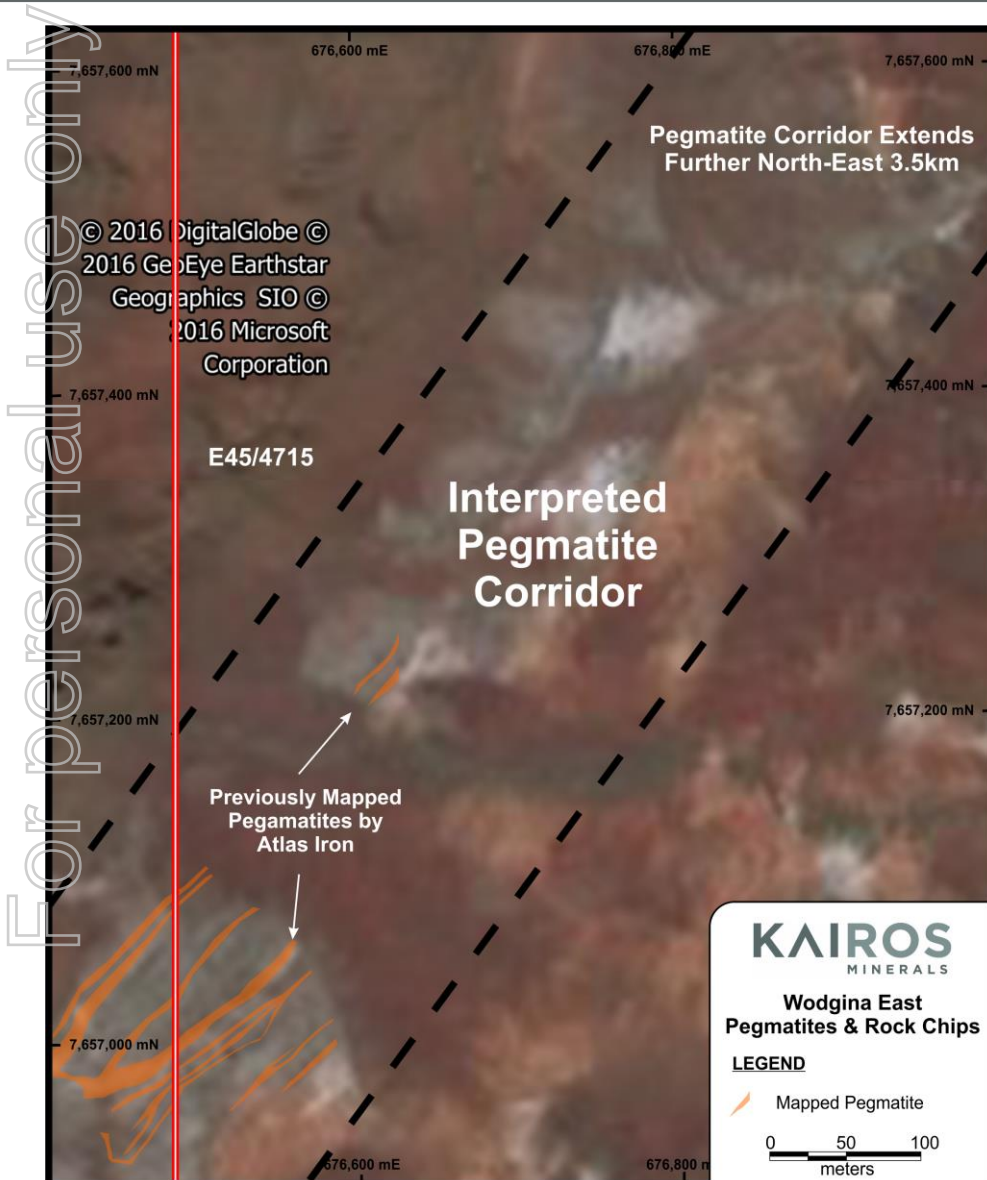 For personal use only
676,600 mE
676,800 mE
7,657,600 mN
7,657,600 mN
Pegmatite Corridor Extends
Further North-East 3.5km
© 2016 DigitalGlobe ©
2016 GeoEye Earthstar
Geographics SIO ©
2016 Microsoft
Corporation
7,657,400 mN
7,657,400 mN
E45/4715
Interpreted
Pegmatite
Corridor
7,657,200 mN
7,657,200 mN
Previously Mapped
Pegamatites by
Atlas Iron
7,657,000 mN
KAIROS
MINERALS
Wodgina East
Pegmatites & Rock Chips
LEGEND
Mapped Pegmatite
0 50 100
meters
676,600 mE
676,800 m